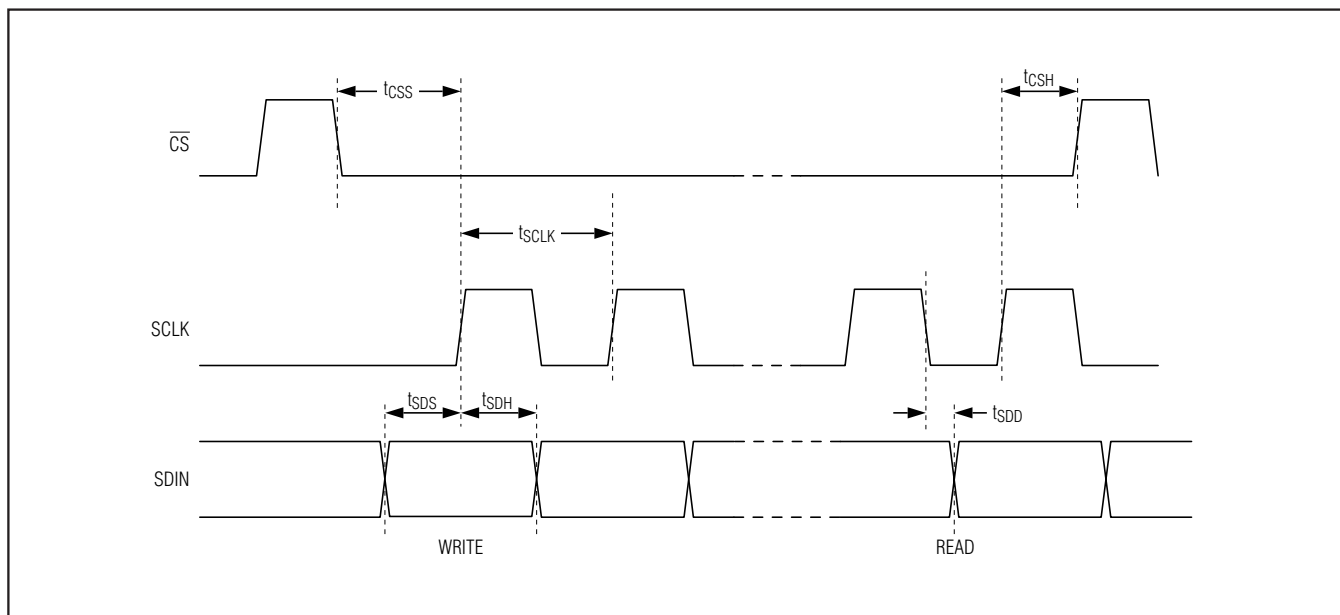 tCSS
tCSH
CS
tSCLK
SCLK
tSDS
tSDH
tSDD
SDIN
WRITE
READ